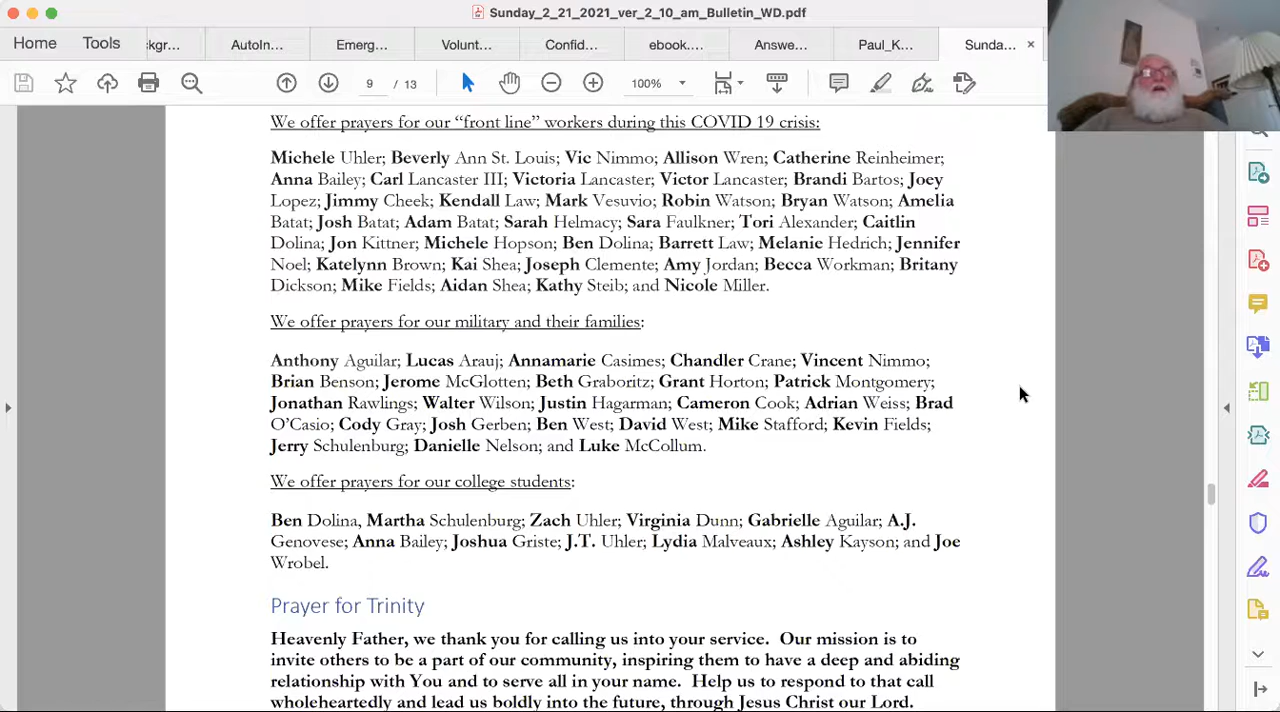 Sunday_2_21_2021_ver_2_10_am_Bulletin_WD.pdf
Home Tools kgr... AutoIn... Emerg... Volunt... Confid... ebook.... Answe... Paul_K... Sunda... ×
9 / 13 100%
We offer prayers for our “front line” workers during this COVID 19 crisis:
Michele Uhler; Beverly Ann St. Louis; Vic Nimmo; Allison Wren; Catherine Reinheimer;
Anna Bailey; Carl Lancaster III; Victoria Lancaster; Victor Lancaster; Brandi Bartos; Joey
Lopez; Jimmy Cheek; Kendall Law; Mark Vesuvio; Robin Watson; Bryan Watson; Amelia
Batat; Josh Batat; Adam Batat; Sarah Helmacy; Sara Faulkner; Tori Alexander; Caitlin
Dolina; Jon Kittner; Michele Hopson; Ben Dolina; Barrett Law; Melanie Hedrich; Jennifer
Noel; Katelynn Brown; Kai Shea; Joseph Clemente; Amy Jordan; Becca Workman; Britany
Dickson; Mike Fields; Aidan Shea; Kathy Steib; and Nicole Miller.
We offer prayers for our military and their families:
Anthony Aguilar; Lucas Arauj; Annamarie Casimes; Chandler Crane; Vincent Nimmo;
Brian Benson; Jerome McGlotten; Beth Graboritz; Grant Horton; Patrick Montgomery;
Jonathan Rawlings; Walter Wilson; Justin Hagarman; Cameron Cook; Adrian Weiss; Brad
O’Casio; Cody Gray; Josh Gerben; Ben West; David West; Mike Stafford; Kevin Fields;
Jerry Schulenburg; Danielle Nelson; and Luke McCollum.
We offer prayers for our college students:
Ben Dolina, Martha Schulenburg; Zach Uhler; Virginia Dunn; Gabrielle Aguilar; A.J.
Genovese; Anna Bailey; Joshua Griste; J.T. Uhler; Lydia Malveaux; Ashley Kayson; and Joe
Wrobel.
Prayer for Trinity
Heavenly Father, we thank you for calling us into your service. Our mission is to
invite others to be a part of our community, inspiring them to have a deep and abiding
relationship with You and to serve all in your name. Help us to respond to that call
wholeheartedly and lead us boldly into the future, through Jesus Christ our Lord.